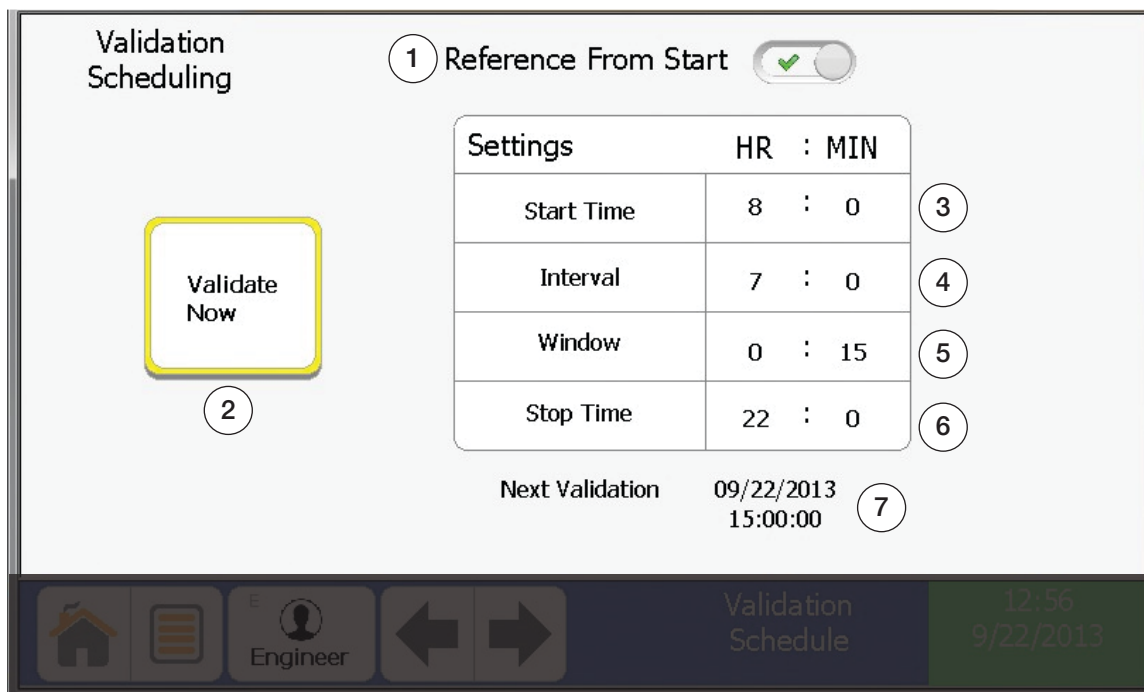 Validation
Scheduling
1 Reference From Start
Settings HR : MIN
Start Time 8 : 0 3
Interval 7 : 0 4
Window 0 : 15 5
Stop Time 22 : 0 6
Validate
Now
2
Next Validation 09/22/2013
15:00:00 7
E
Engineer
Validation
Schedule
12:56
9/22/2013